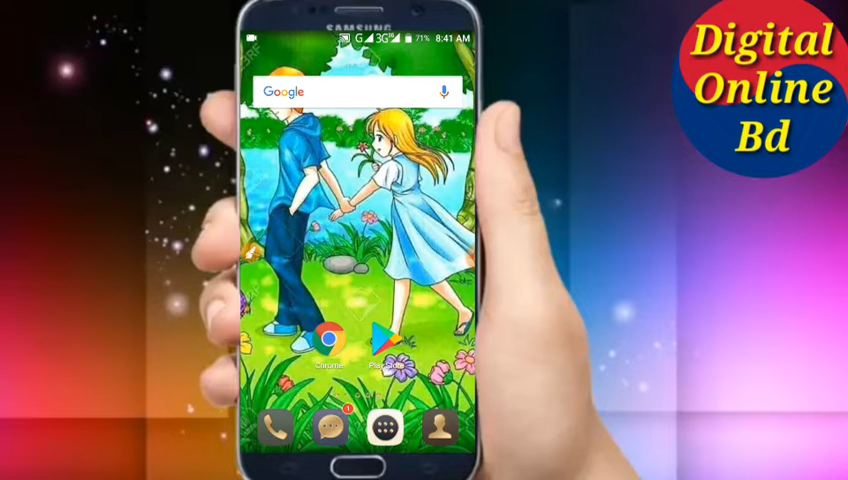 SAMSUNG
G 3G 71% 8:41 AM
Google
Chrome
Play Store
1
Digital
Online
Bd